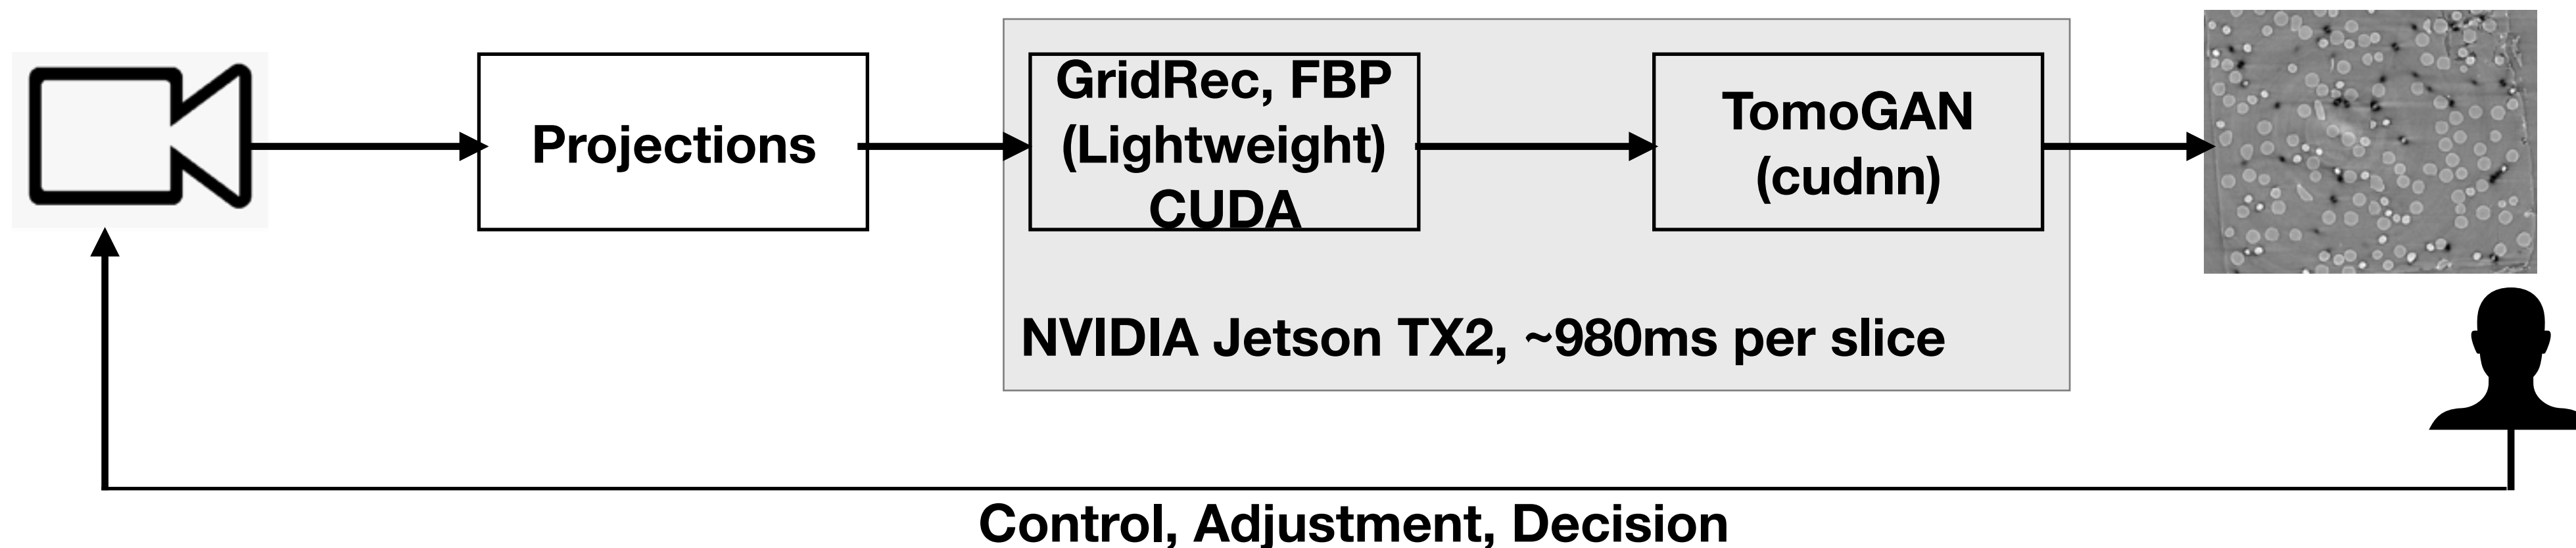 Projections
GridRec, FBP
(Lightweight)
CUDA
TomoGAN
(cudnn)
NVIDIA Jetson TX2, ~980ms per slice
Control, Adjustment, Decision